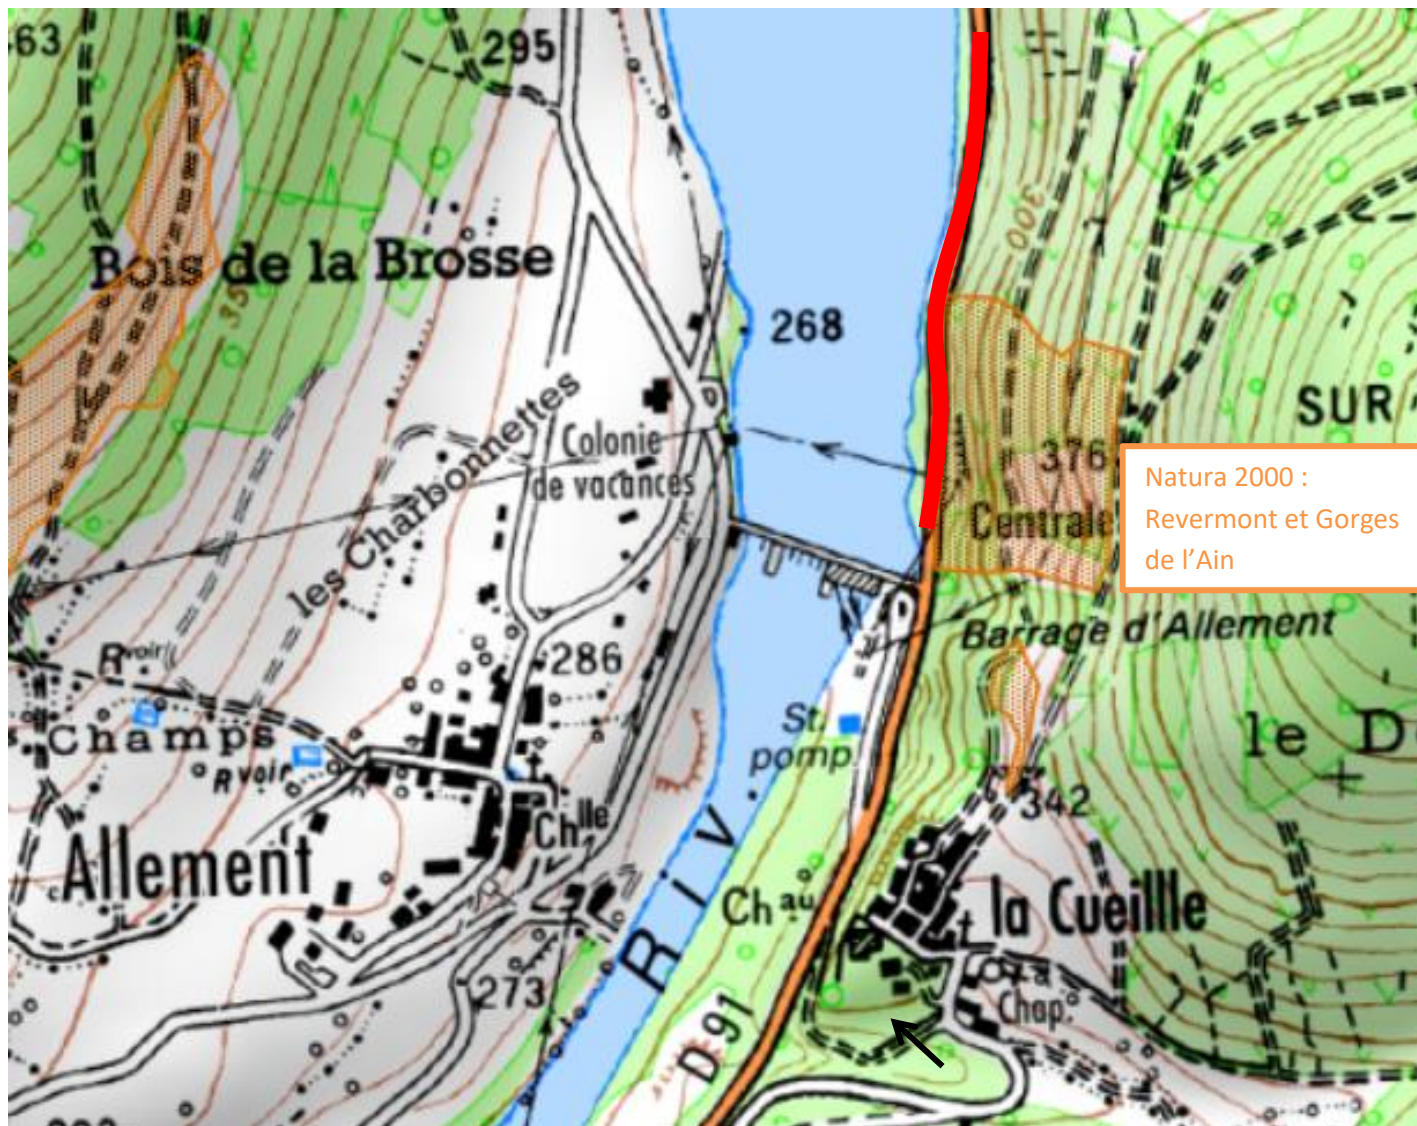 63
295
300
Bois de la Brosse
35
268
SUR
les Charbonnettes
Colonie
de vacances
376
Centrale
Natura 2000 :
Revermont et Gorges
de l'Ain
Barrage d'Allement
286
Rvoir
Champs
Rvoir
St.
pomp.
le D
342
Chlle
Allement
Chau
la Cueille
Riv.
273
Chap.
D 91